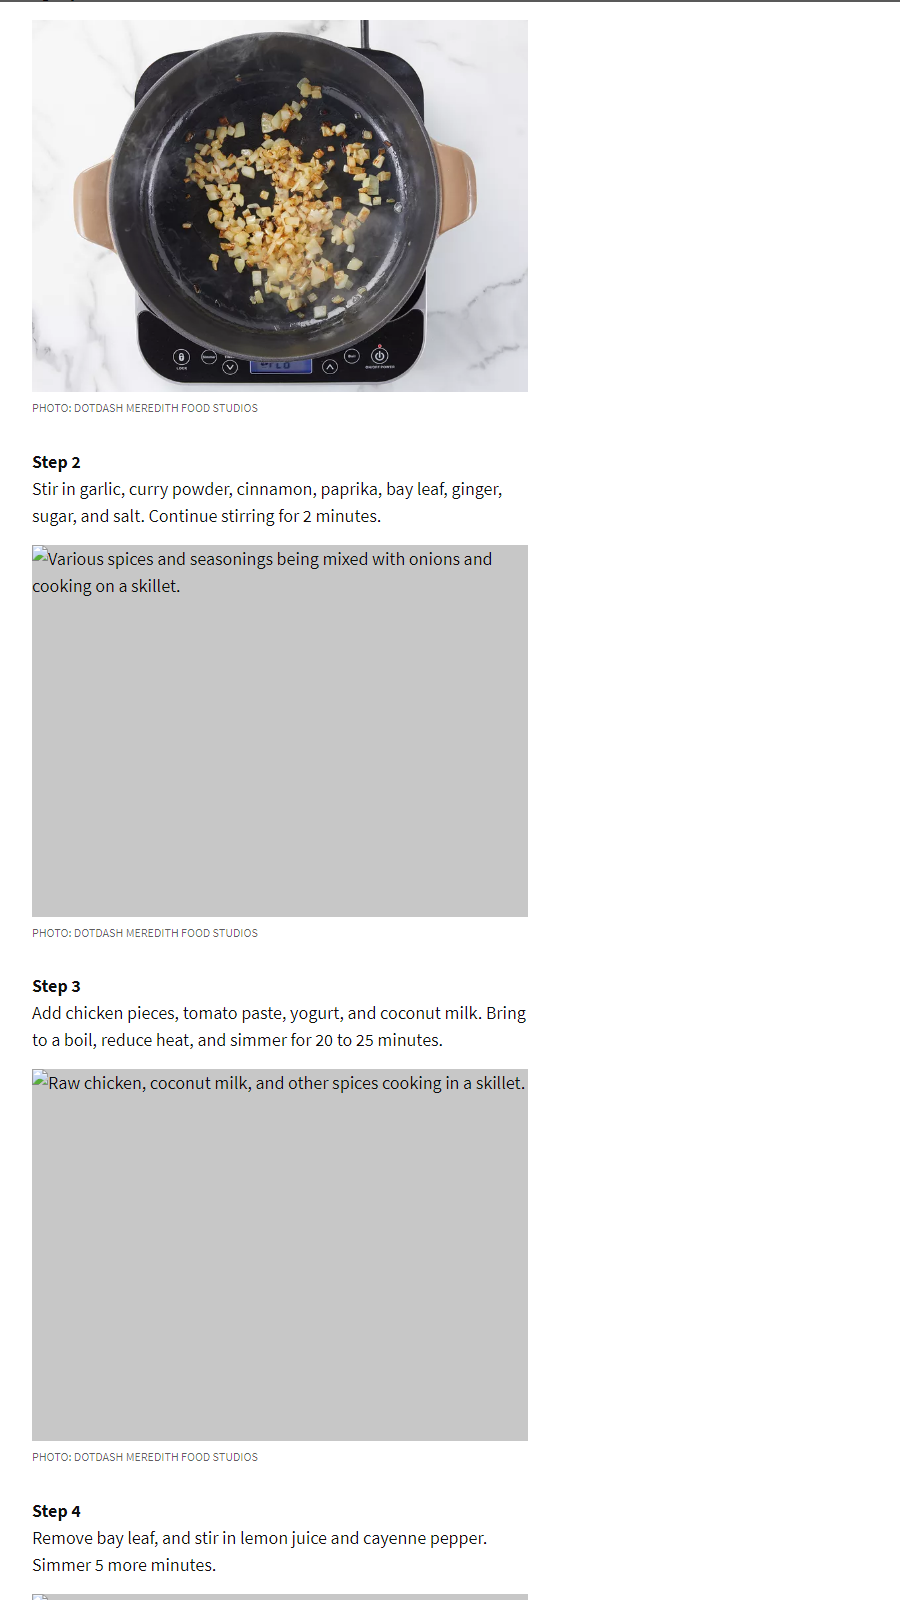 PHOTO: DOTDASH MEREDITH FOOD STUDIOS
Step 2
Stir in garlic, curry powder, cinnamon, paprika, bay leaf, ginger,
sugar, and salt. Continue stirring for 2 minutes.
Various spices and seasonings being mixed with onions and
cooking on a skillet.
PHOTO: DOTDASH MEREDITH FOOD STUDIOS
Step 3
Add chicken pieces, tomato paste, yogurt, and coconut milk. Bring
to a boil, reduce heat, and simmer for 20 to 25 minutes.
Raw chicken, coconut milk, and other spices cooking in a skillet.
PHOTO: DOTDASH MEREDITH FOOD STUDIOS
Step 4
Remove bay leaf, and stir in lemon juice and cayenne pepper.
Simmer 5 more minutes.